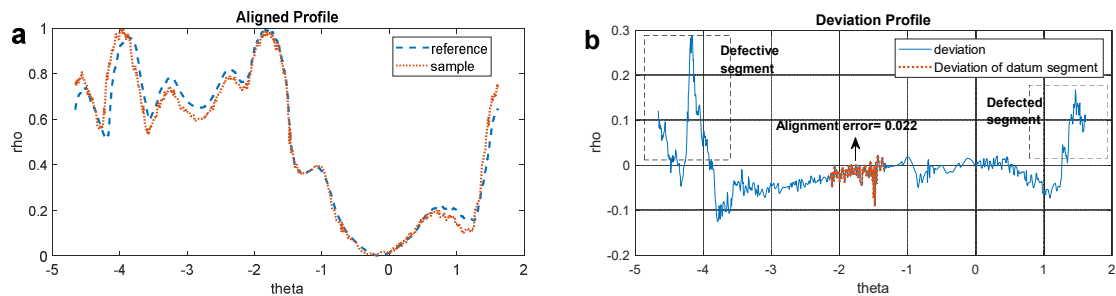 a
Aligned Profile
reference
sample
rho
1
0.8
0.6
0.4
0.2
0
-5
-4
-3
-2
-1
0
1
2
theta
b
Deviation Profile
deviation
Deviation of datum segment
Defective
segment
Defected
segment
Alignment error= 0.022
rho
0.3
0.2
0.1
0
-0.1
-0.2
-5
-4
-3
-2
-1
0
1
2
theta